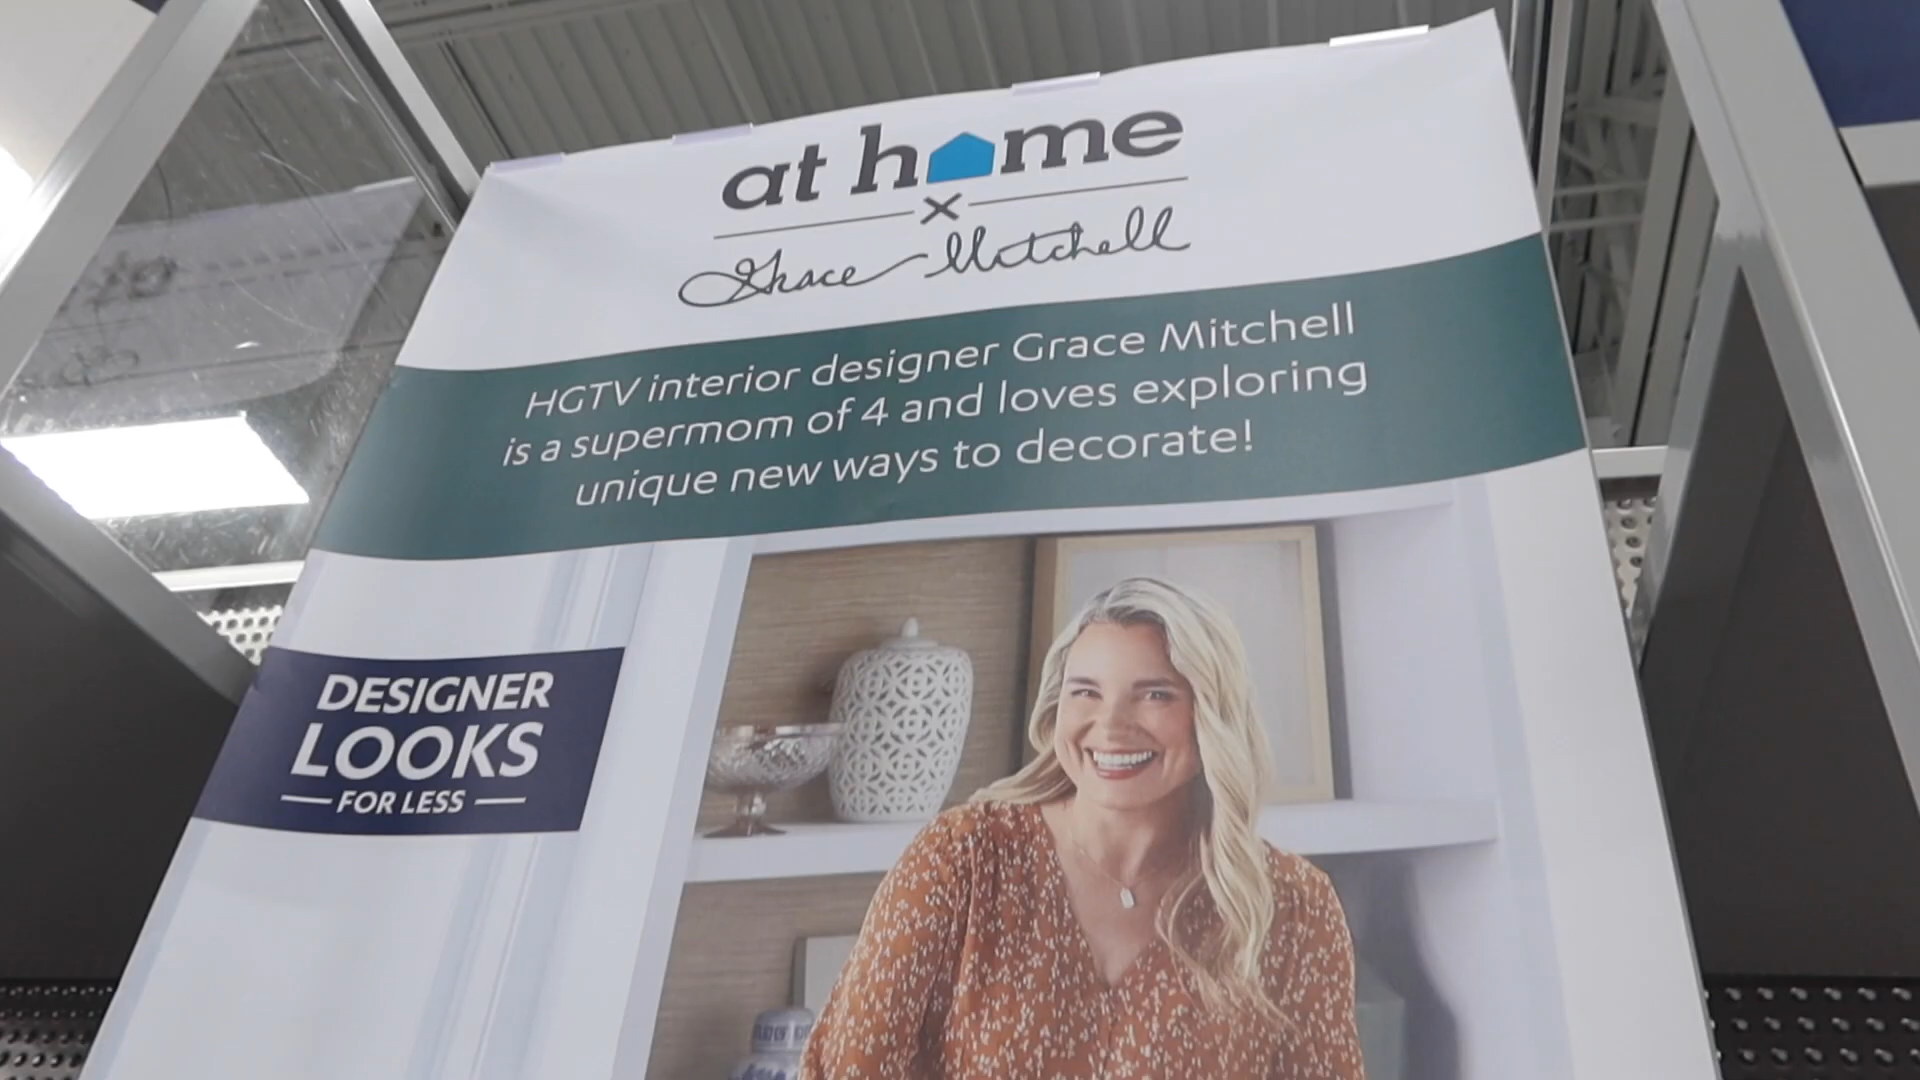 at home
x
Grace Mitchell
HGTV interior designer Grace Mitchell
is a supermom of 4 and loves exploring
unique new ways to decorate!
DESIGNER
LOOKS
FOR LESS